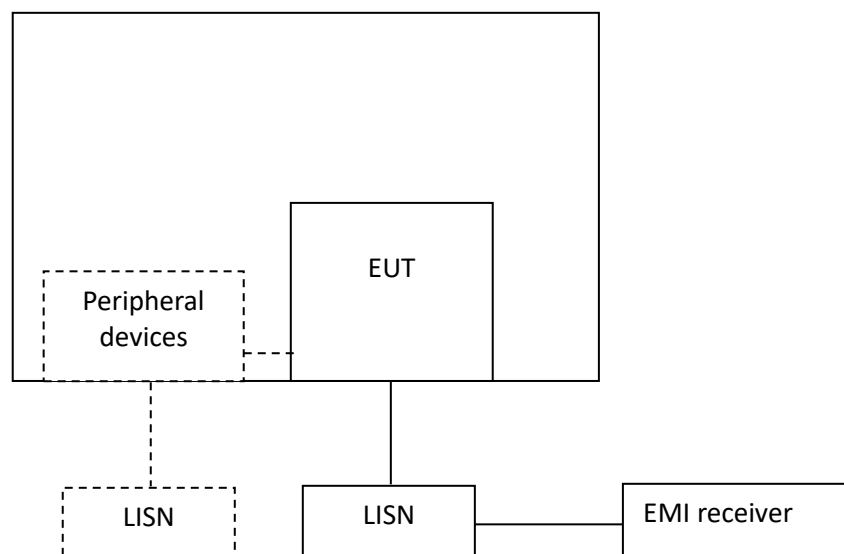 EUT
Peripheral
devices
LISN
LISN
EMI receiver